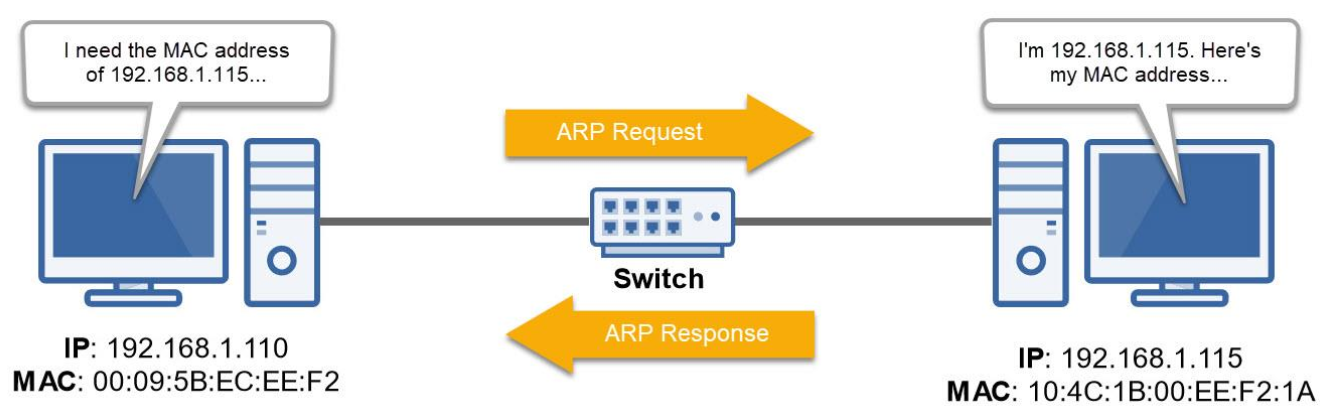 I need the MAC address
of 192.168.1.115...
I'm 192.168.1.115. Here's
my MAC address...
ARP Request
Switch
ARP Response
IP: 192.168.1.110
MAC: 00:09:5B:EC:EE:F2
IP: 192.168.1.115
MAC: 10:4C:1B:00:EE:F2:1A